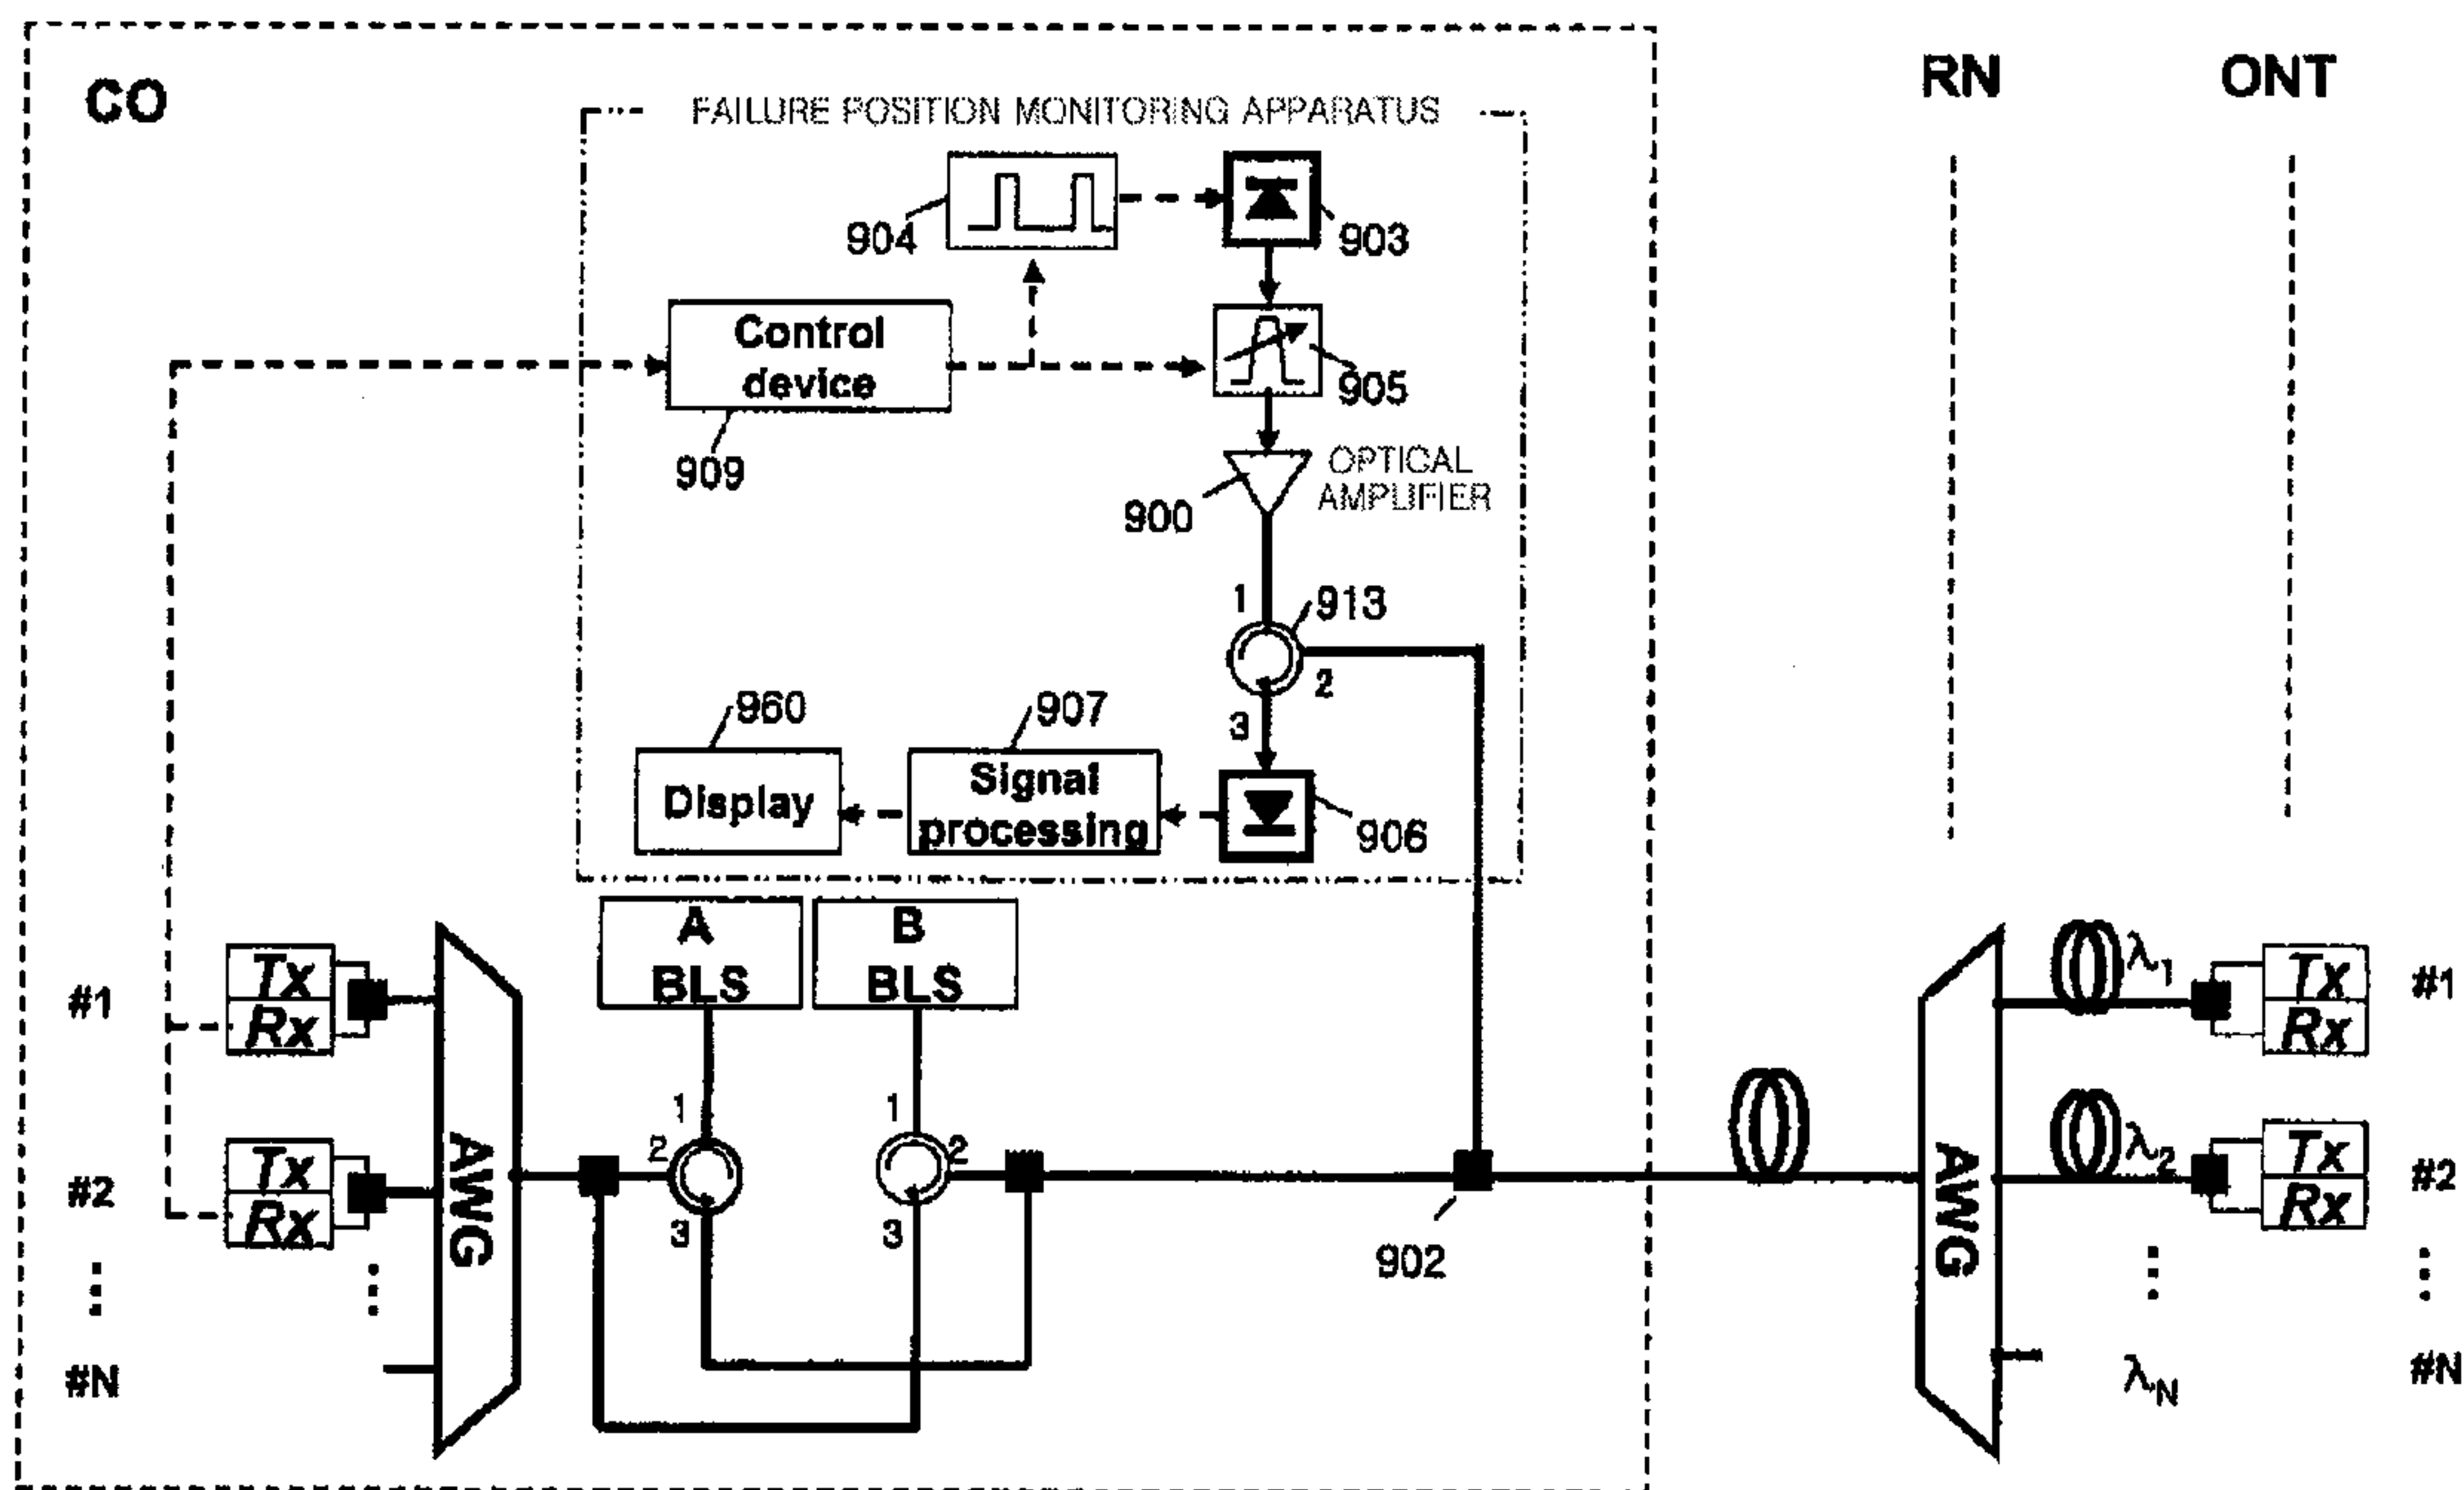 CO
RN
ONT
FAILURE POSITION MONITORING APPARATUS
904
903
Control
device
905
909
OPTICAL
AMPLIFIER
900
1
913
2
3
960
907
Display
Signal
processing
906
A
BLS
B
BLS
#1
Tx
Rx
λ1
Tx
Rx
#1
1
2
3
1
2
3
#2
Tx
Rx
AWG
902
AWG
λ2
Tx
Rx
#2
#N
λN
#N